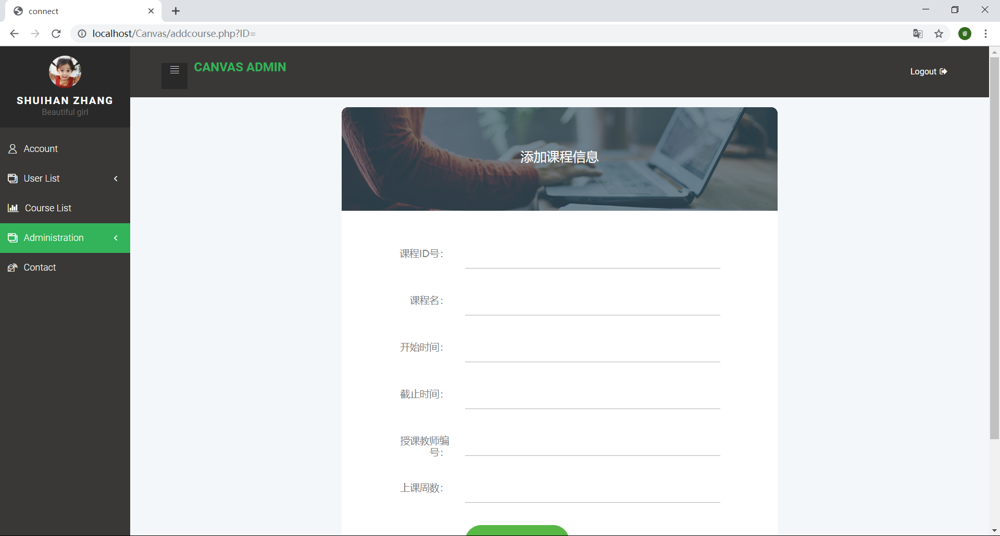 connect
localhost/Canvas/addcourse.php?ID=
睿
SHUIHAN ZHANG
Beautiful girl
CANVAS ADMIN
Logout
Account
User List
Course List
Administration
Contact
添加课程信息
课程ID号：
课程名：
开始时间：
截止时间：
授课教师编
号：
上课周数：